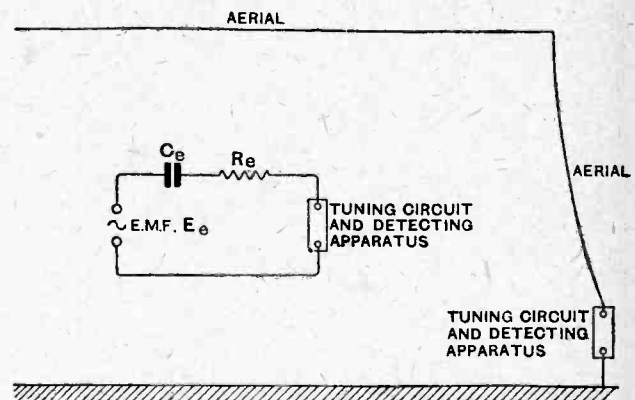 AERIAL
Ce
Re
∼ E.M.F. Ee
TUNING CIRCUIT
AND DETECTING
APPARATUS
AERIAL
TUNING CIRCUIT
AND DETECTING
APPARATUS